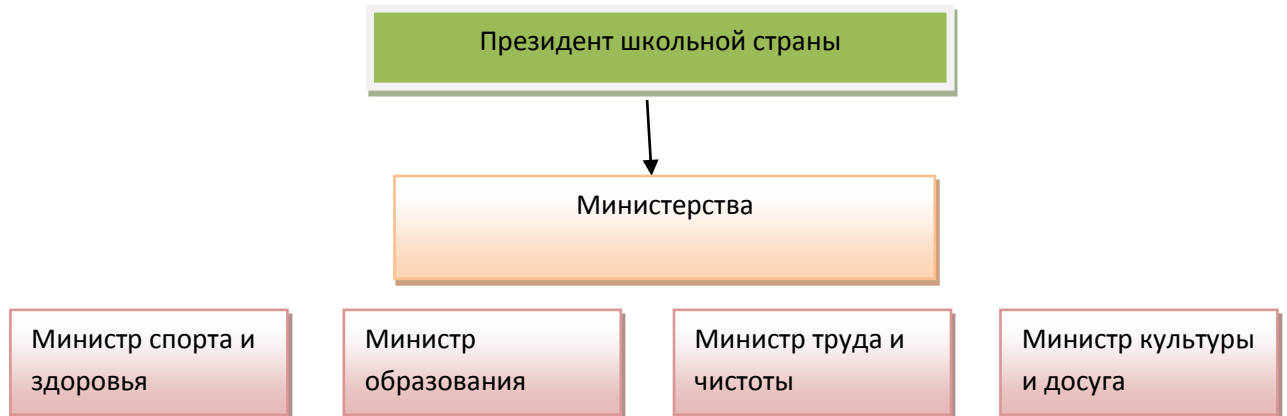 Президент школьной страны
Министерства
Министр спорта и
здоровья
Министр
образования
Министр труда и
чистоты
Министр культуры
и досуга